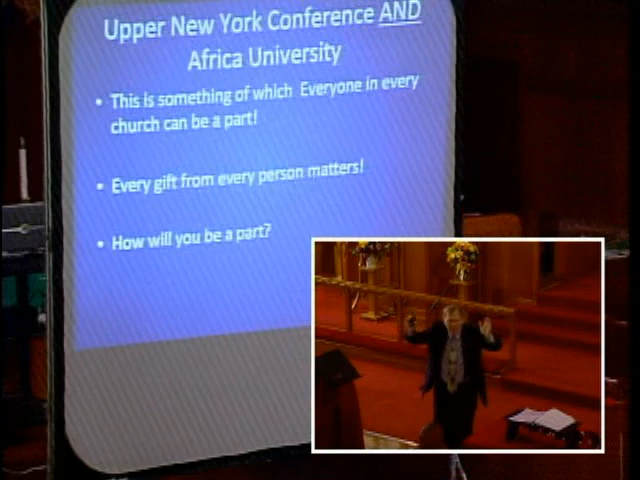 Upper New York Conference AND
Africa University
• This is something of which Everyone in every
church can be a part!
• Every gift from every person matters!
• How will you be a part?